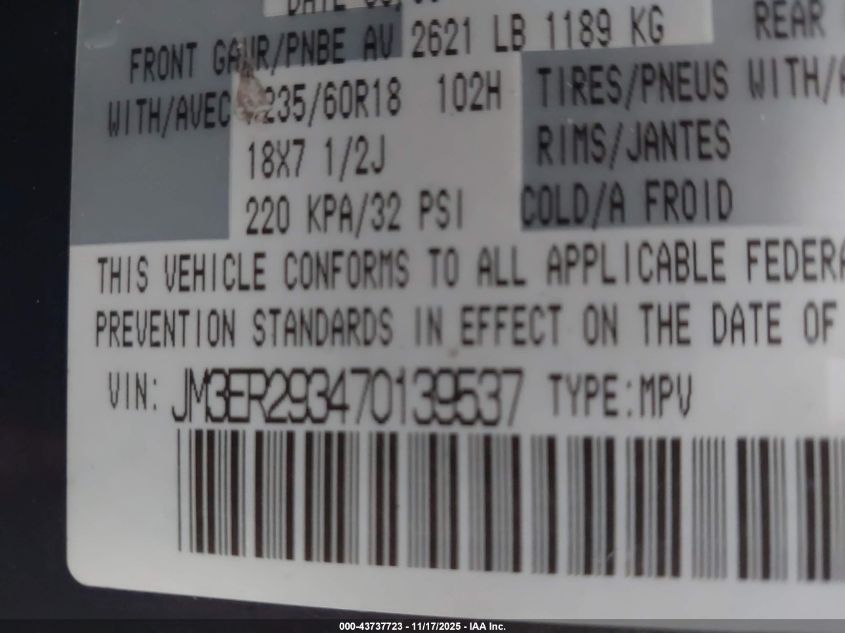 FRONT GAWR/PNBE AV 2621 LB 1189 KG REAR
WITH/AVEC 235/60R18 102H TIRES/PNEUS WITH/A
18X7 1/2J RIMS/JANTES
220 KPA/32 PSI COLD/A FROID
THIS VEHICLE CONFORMS TO ALL APPLICABLE FEDERA
PREVENTION STANDARDS IN EFFECT ON THE DATE OF
VIN: JM3ER293470139537 TYPE:MPV
000-43737723 - 11/17/2025 - IAA Inc.